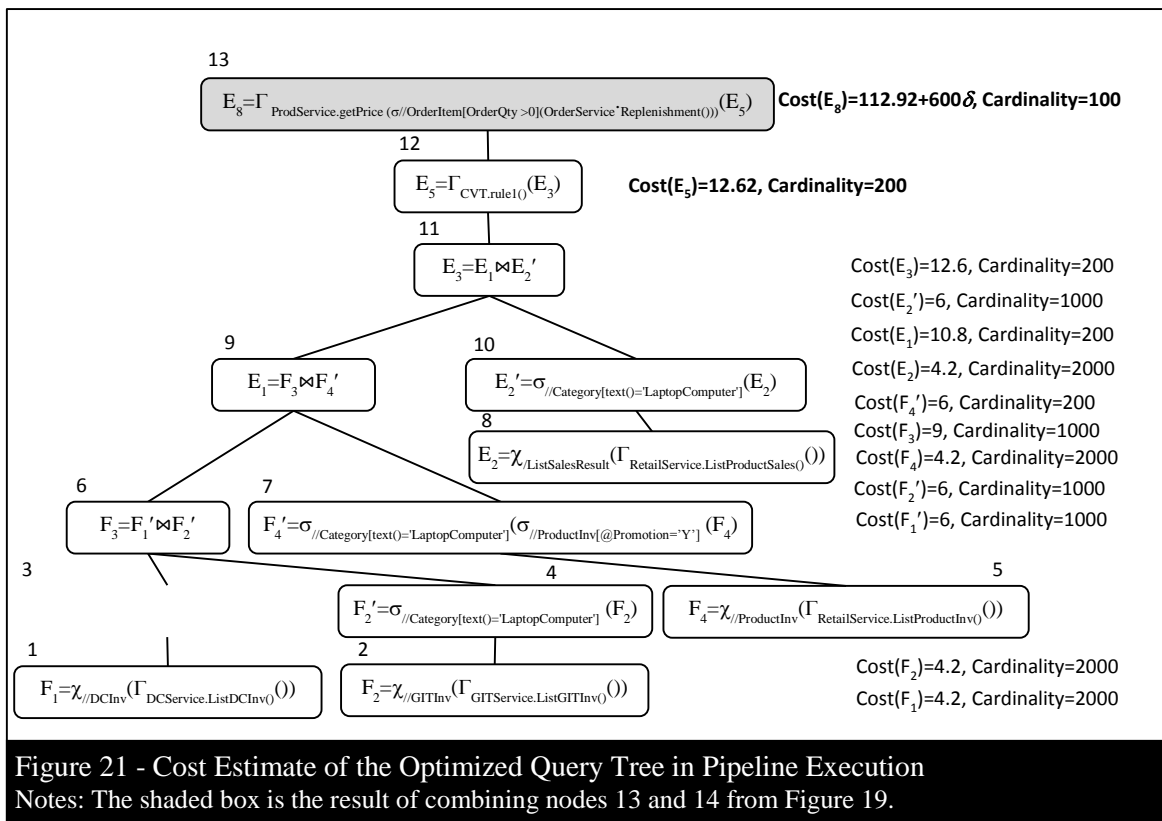 13
E₈=Γ ProdService.getPrice (σ//OrderItem[OrderQty >0](OrderService·Replenishment()))(E₅)
Cost(E₈)=112.92+600δ, Cardinality=100
12
E₅=Γ CVT.rule1()(E₃)
Cost(E₅)=12.62, Cardinality=200
11
E₃=E₁⋈E₂′
Cost(E₃)=12.6, Cardinality=200
Cost(E₂′)=6, Cardinality=1000
Cost(E₁)=10.8, Cardinality=200
Cost(E₂)=4.2, Cardinality=2000
Cost(F₄′)=6, Cardinality=200
Cost(F₃)=9, Cardinality=1000
Cost(F₄)=4.2, Cardinality=2000
Cost(F₂′)=6, Cardinality=1000
Cost(F₁′)=6, Cardinality=1000
9
E₁=F₃⋈F₄′
10
E₂′=σ//Category[text()='LaptopComputer'](E₂)
8
E₂=χ/ListSalesResult(Γ RetailService.ListProductSales()())
6
F₃=F₁′⋈F₂′
7
F₄′=σ//Category[text()='LaptopComputer'](σ//ProductInv[@Promotion='Y'] (F₄)
3
4
F₂′=σ//Category[text()='LaptopComputer'] (F₂)
5
F₄=χ//ProductInv(Γ RetailService.ListProductInv()())
1
F₁=χ//DCInv(Γ DCService.ListDCInv()())
2
F₂=χ//GITInv(Γ GITService.ListGITInv()())
Cost(F₂)=4.2, Cardinality=2000
Cost(F₁)=4.2, Cardinality=2000
Figure 21 - Cost Estimate of the Optimized Query Tree in Pipeline Execution
Notes: The shaded box is the result of combining nodes 13 and 14 from Figure 19.